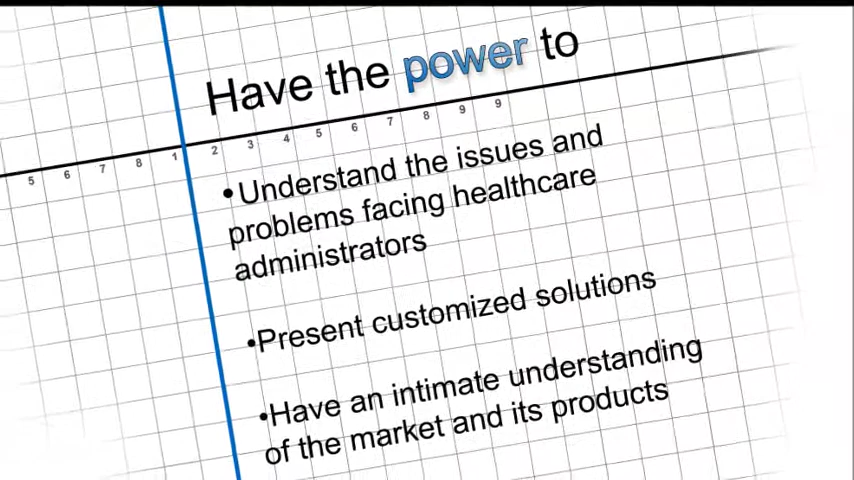 Have the power to
5 6 7 8 1 2 3 4 5 6 7 8 9 9
•Understand the issues and
problems facing healthcare
administrators
•Present customized solutions
•Have an intimate understanding
of the market and its products